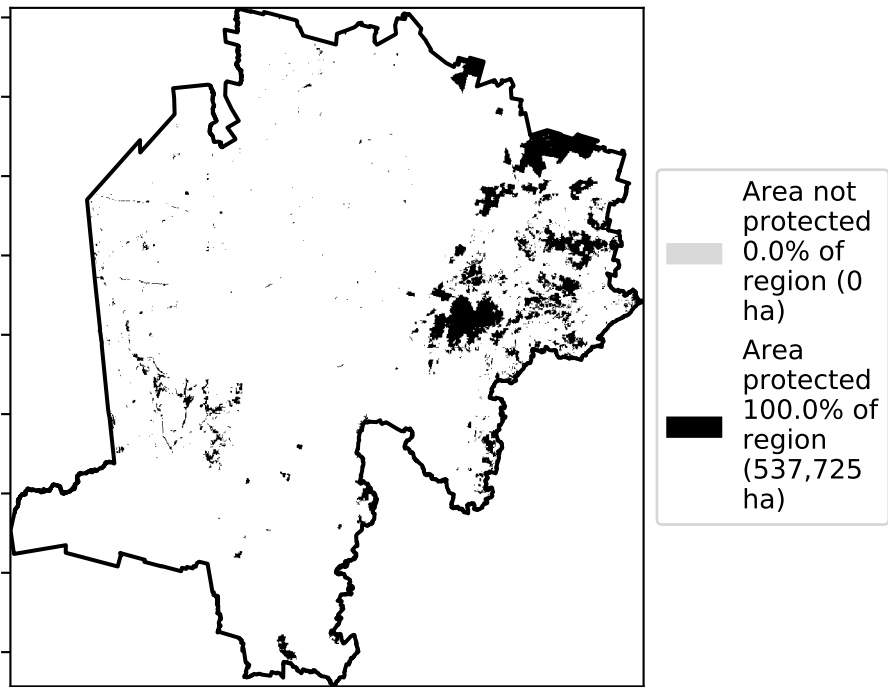 Area not
protected
0.0% of
region (0
ha)
Area
protected
100.0% of
region
(537,725
ha)